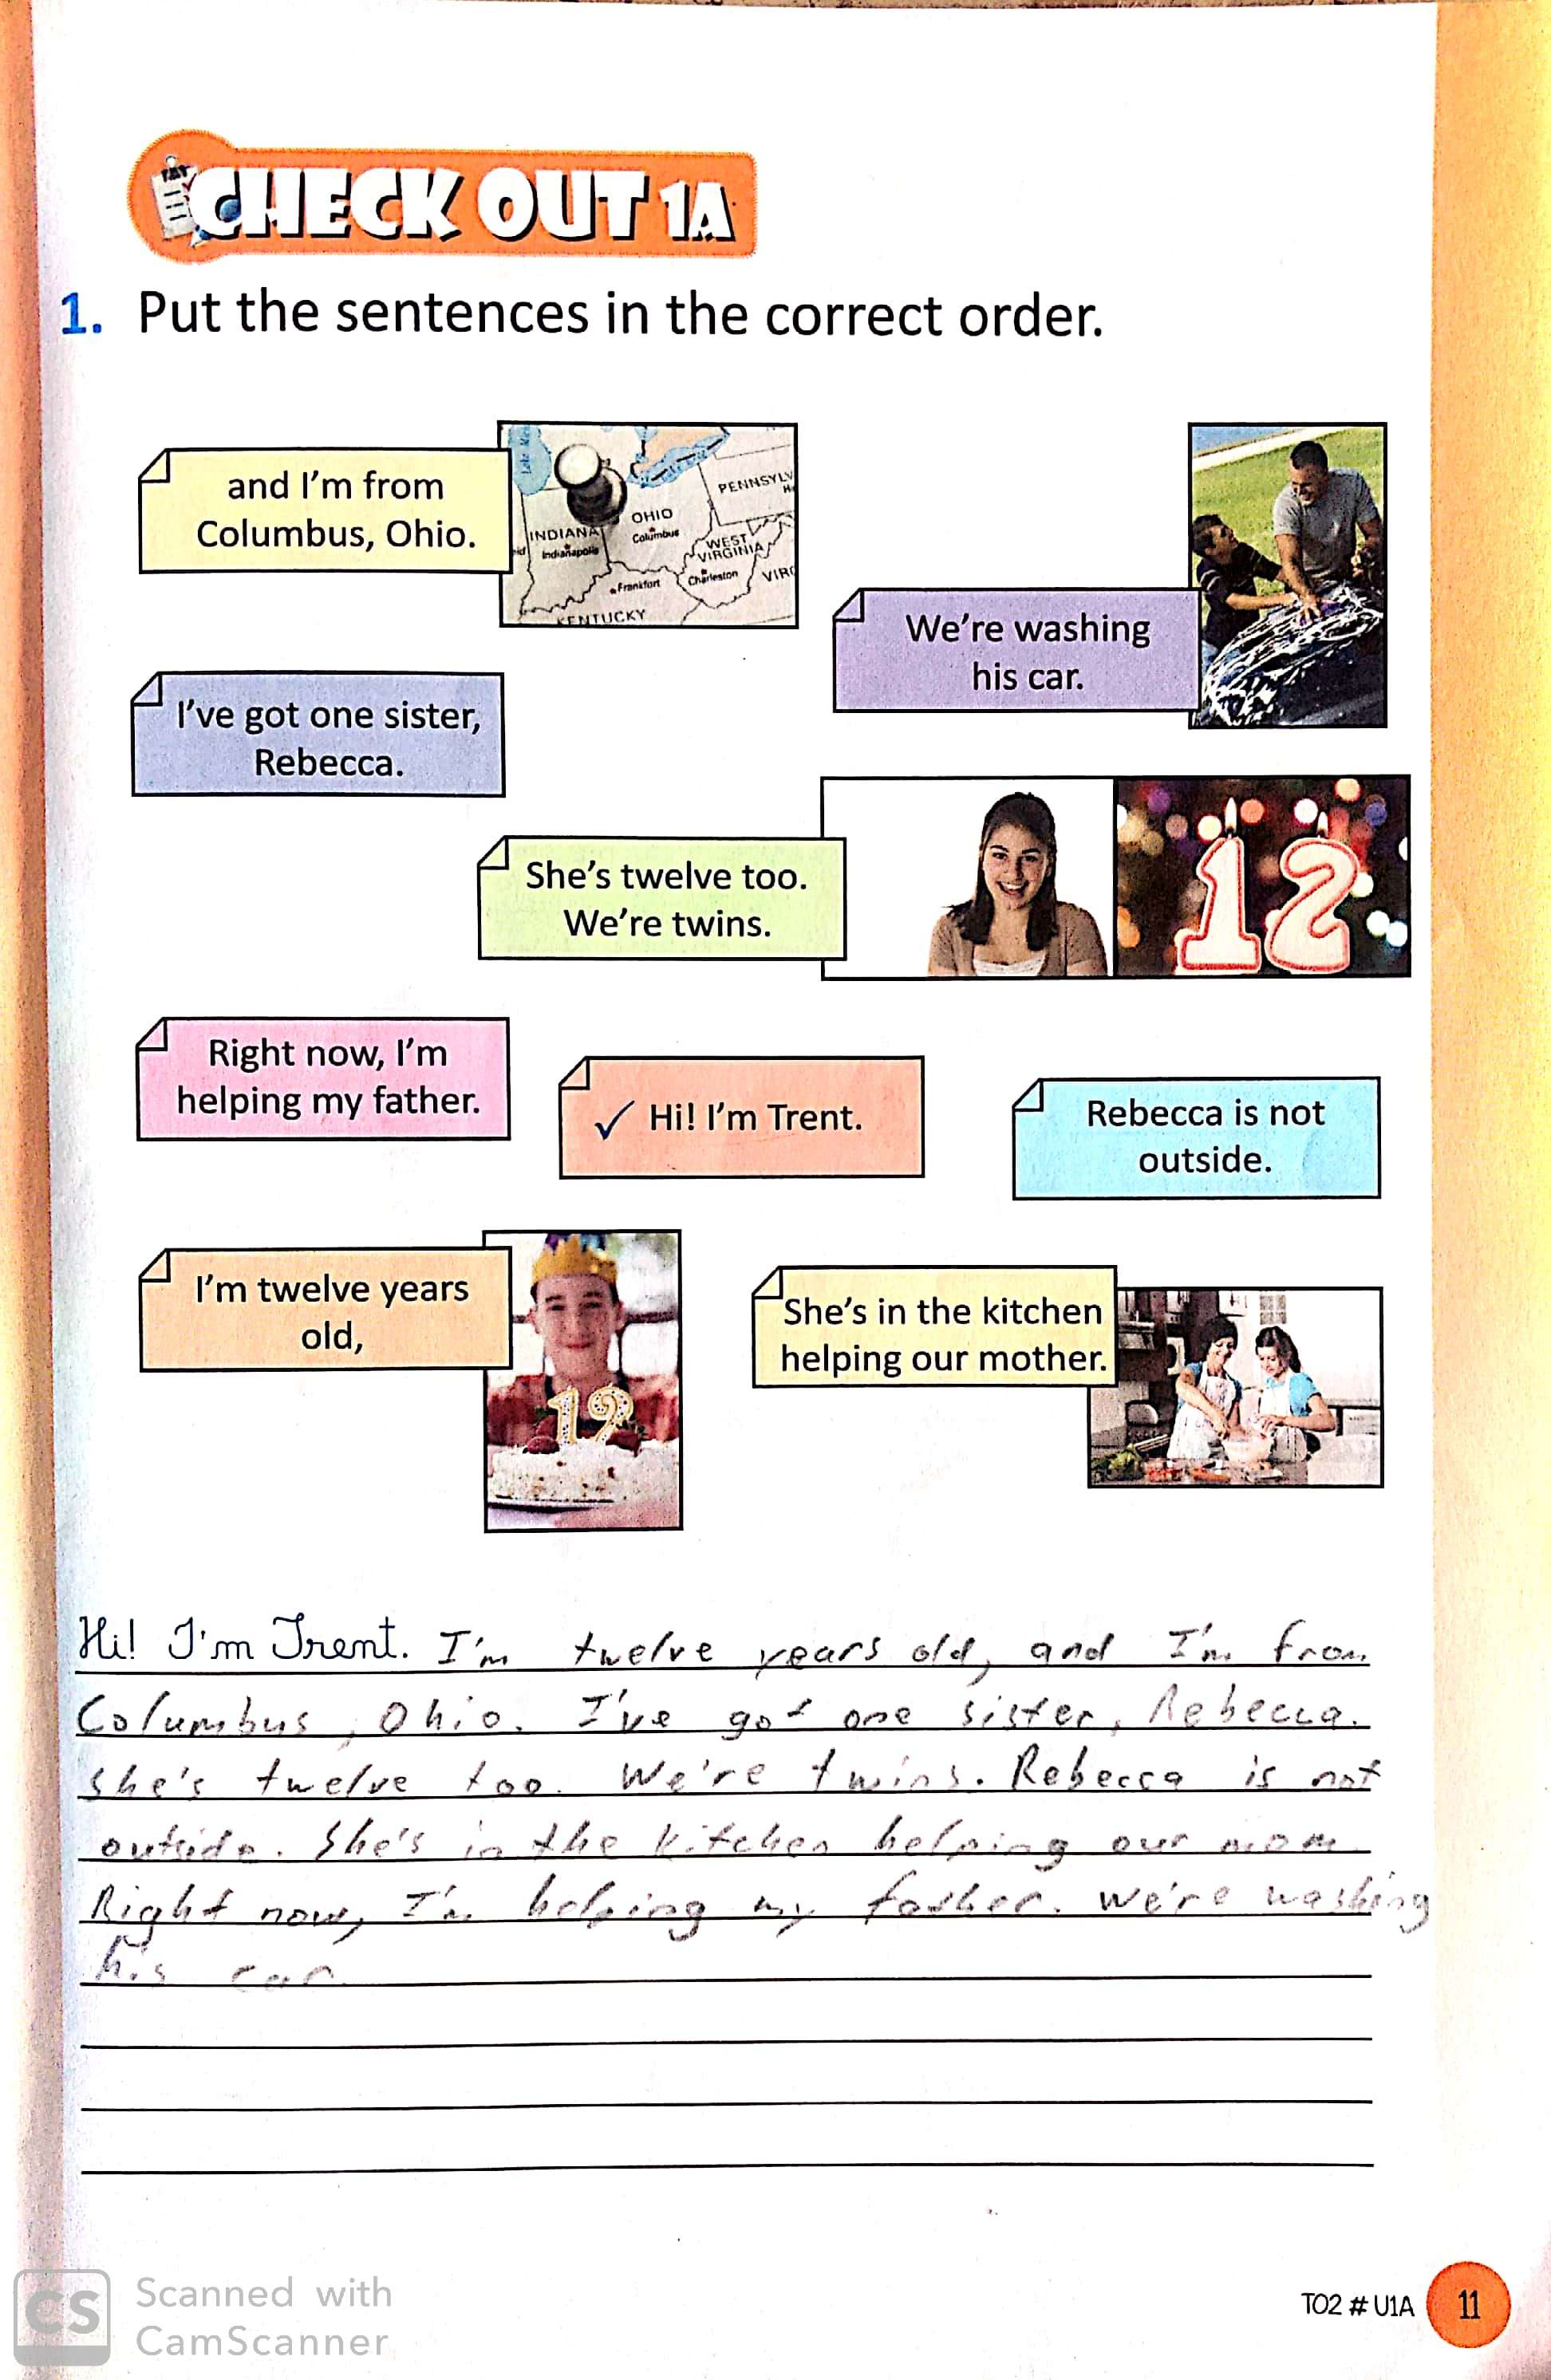 CHECK OUT 1A
1. Put the sentences in the correct order.
and I'm from
Columbus, Ohio.
PENNSYLV
OHIO
Columbus
INDIANA
Indianapolis
WEST
VIRGINIA
Charleston
VIRG
Frankfort
KENTUCKY
We're washing
his car.
I've got one sister,
Rebecca.
She's twelve too.
We're twins.
12
Right now, I'm
helping my father.
✓ Hi! I'm Trent.
Rebecca is not
outside.
I'm twelve years
old,
12
She's in the kitchen
helping our mother.
Hi! I'm Trent. I'm twelve years old, and I'm from
Columbus, Ohio. I've got one sister, Rebecca.
she's twelve too. We're twins. Rebecca is not
outside. She's in the kitchen helping our mom
Right now, I'm helping my father. we're washing
his car.
TO2 # U1A 11
CS Scanned with
CamScanner